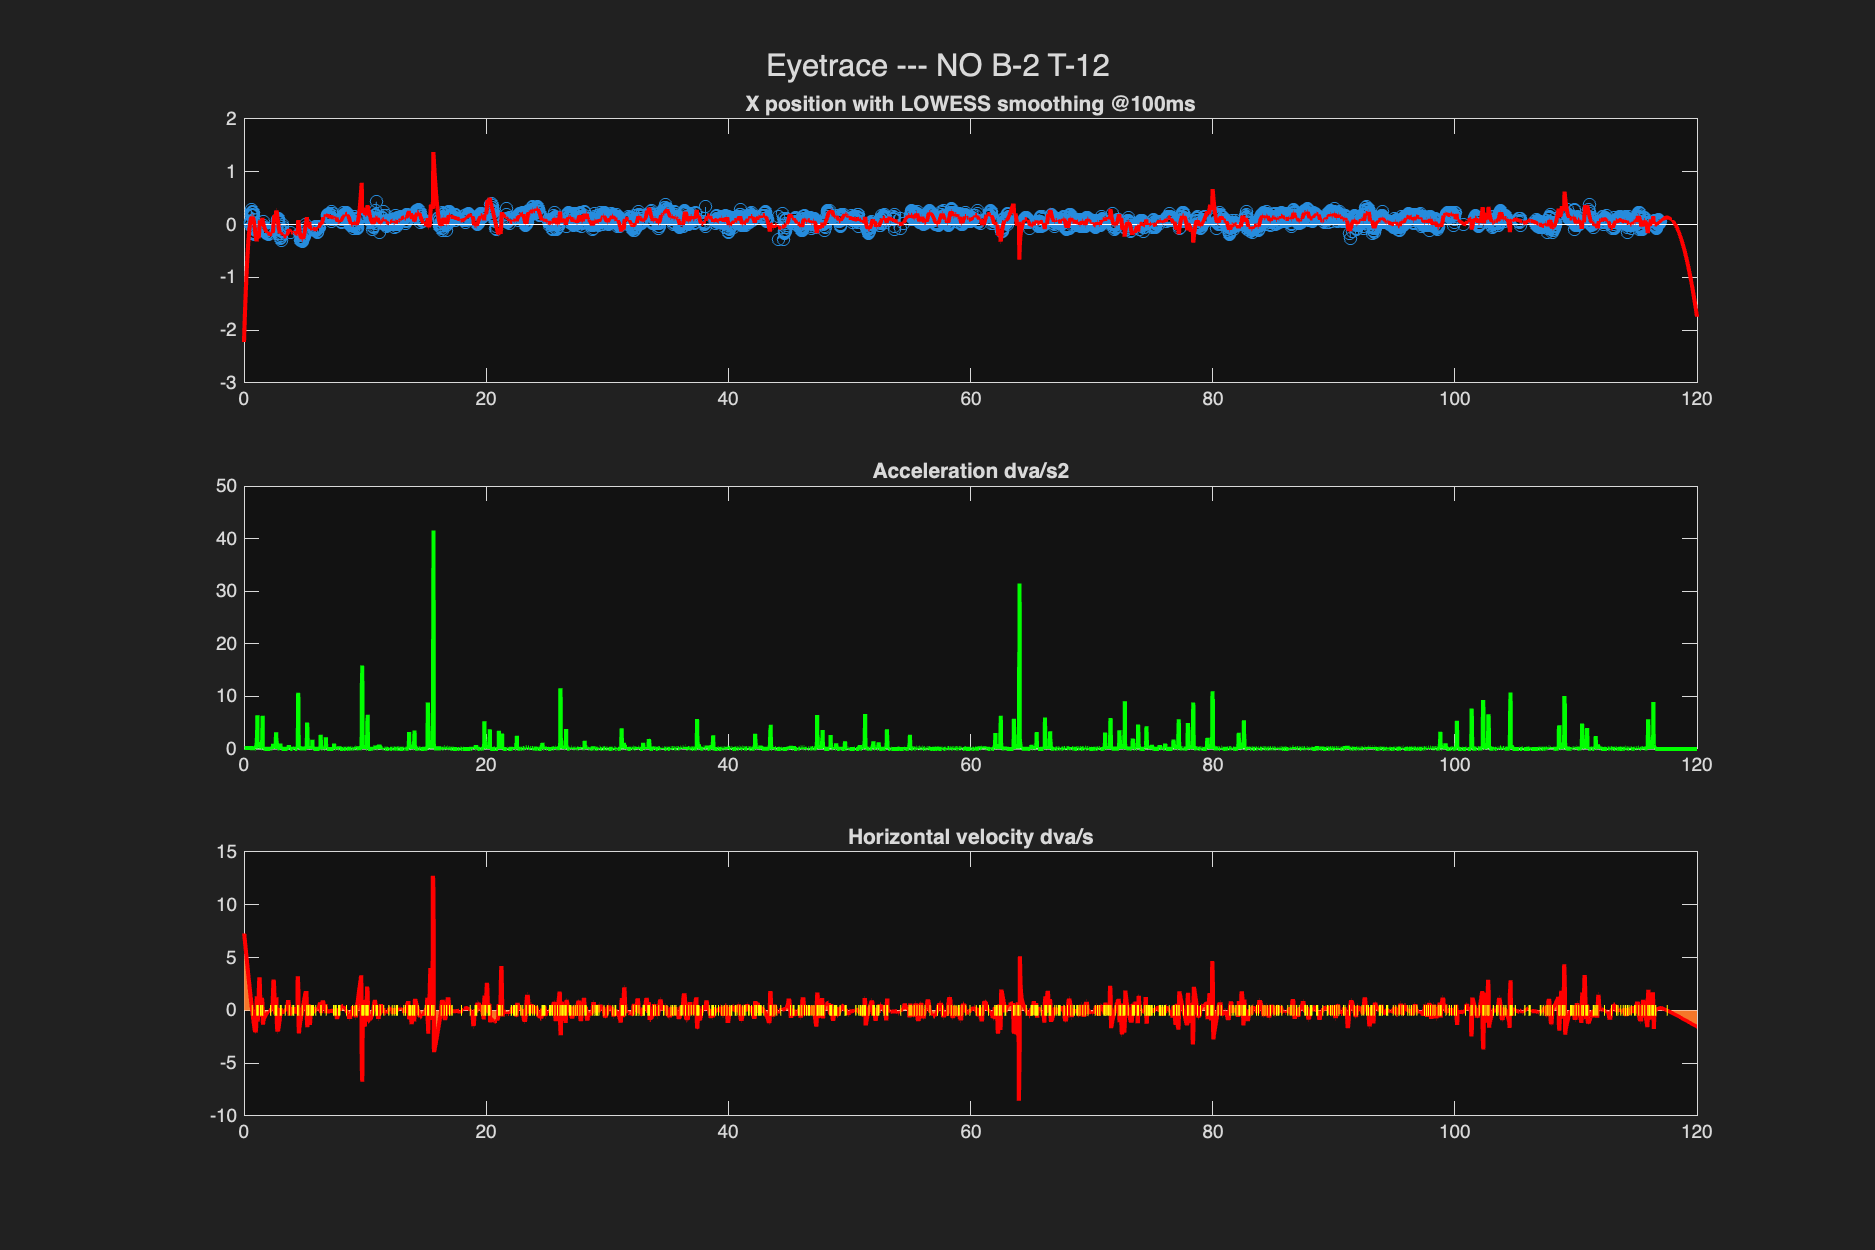 Eyetrace --- NO B-2 T-12
X position with LOWESS smoothing @100ms
2
1
0
-1
-2
-3
0 20 40 60 80 100 120
Acceleration dva/s2
50
40
30
20
10
0
0 20 40 60 80 100 120
Horizontal velocity dva/s
15
10
5
0
-5
-10
0 20 40 60 80 100 120